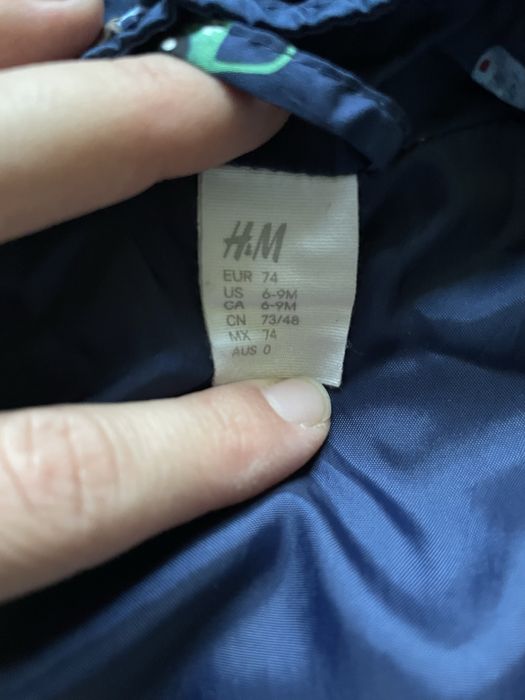 H&M
EUR 74
US 6-9M
CA 6-9M
CN 73/48
MX 74
AUS 0